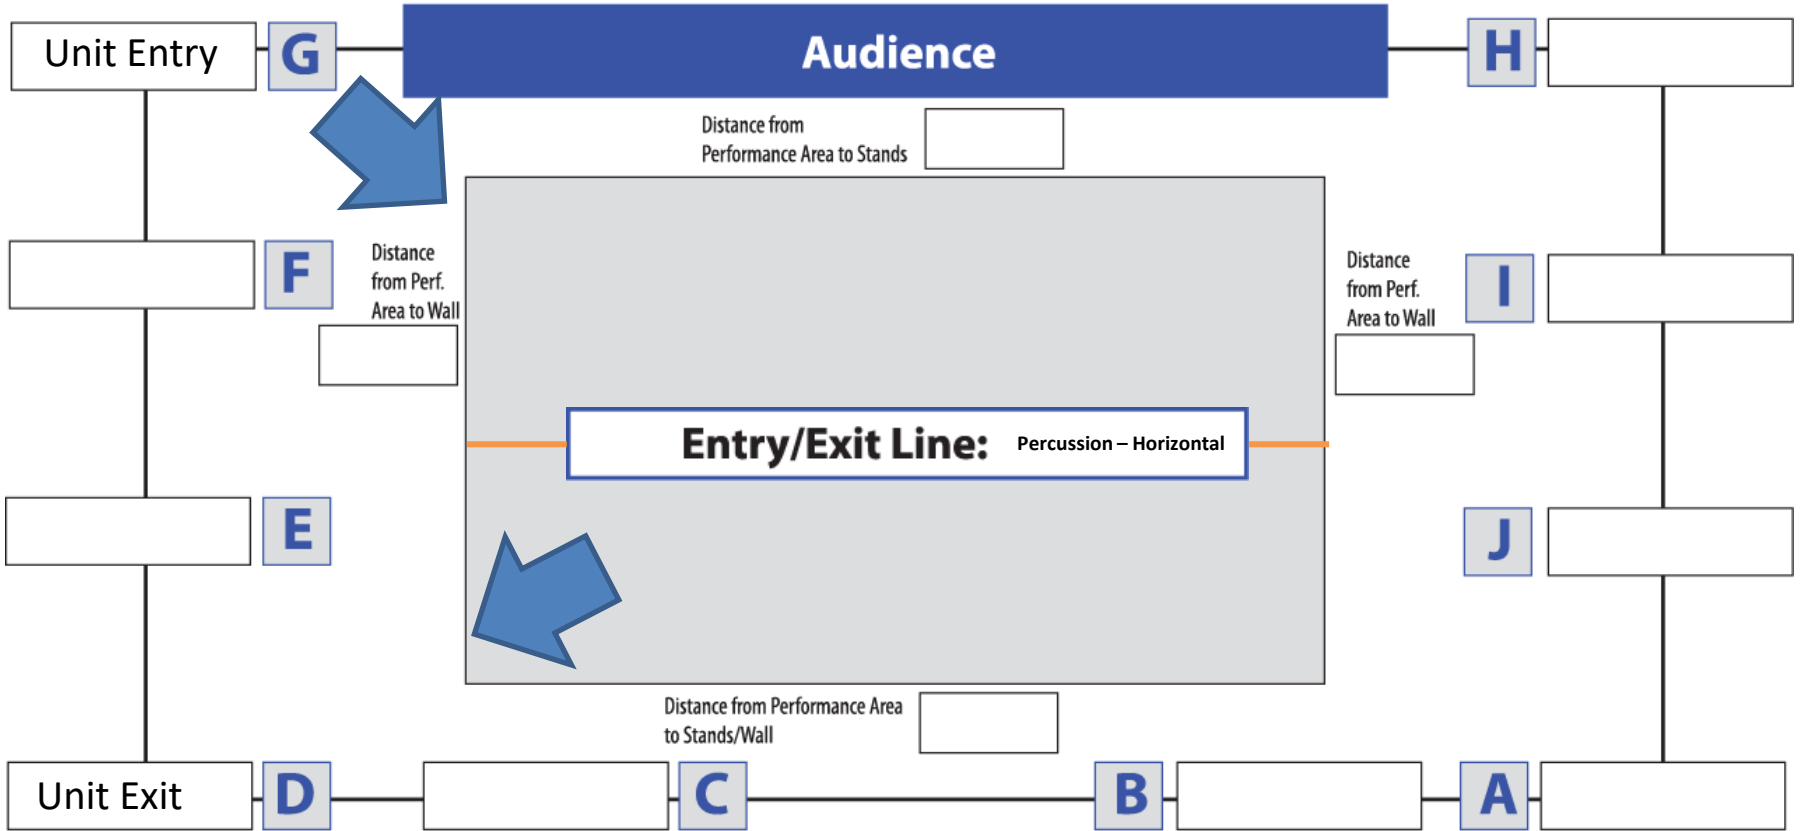 Unit Entry
G
Audience
H
Distance from
Performance Area to Stands
F
Distance
from Perf.
Area to Wall
Distance
from Perf.
Area to Wall
I
Entry/Exit Line: Percussion – Horizontal
E
J
Distance from Performance Area
to Stands/Wall
Unit Exit
D
C
B
A